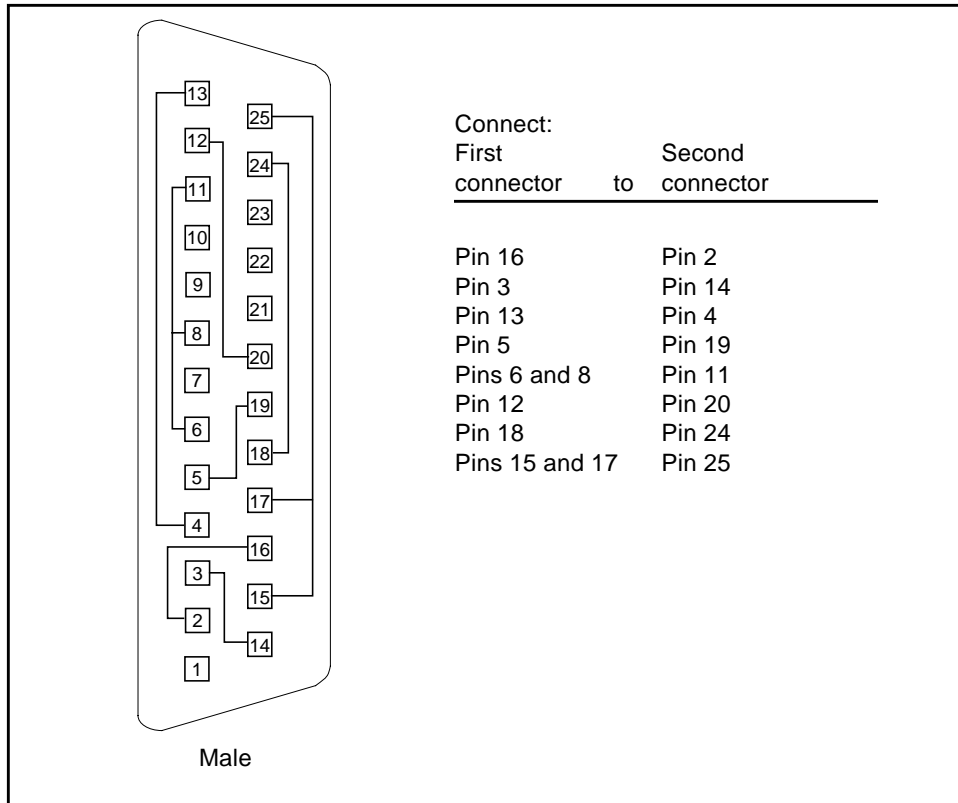 13
25
12
24
11
23
10
22
9
21
8
20
7
19
6
18
5
17
4
16
3
15
2
14
1
Male
Connect:
First Second
connector to connector
Pin 16 Pin 2
Pin 3 Pin 14
Pin 13 Pin 4
Pin 5 Pin 19
Pins 6 and 8 Pin 11
Pin 12 Pin 20
Pin 18 Pin 24
Pins 15 and 17 Pin 25